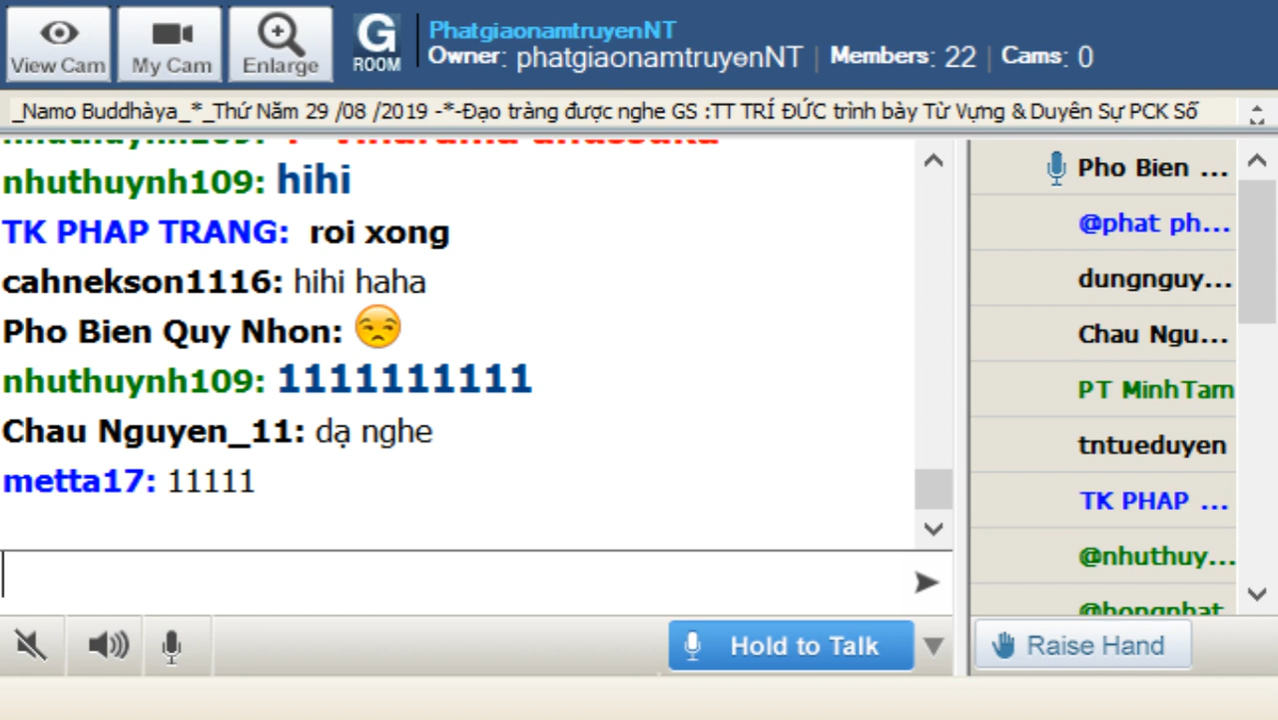 PhatgiaonamtruyenNT
Owner: phatgiaonamtruyenNT | Members: 22 | Cams: 0
View Cam
My Cam
Enlarge
G ROOM
_Namo Buddhàya_*_Thứ Năm 29 /08 /2019 -*-Đạo tràng được nghe GS :TT TRÍ ĐỨC trình bày Từ Vựng & Duyên Sự PCK Số
nhuthuynh109: hihi
TK PHAP TRANG: roi xong
cahnekson1116: hihi haha
Pho Bien Quy Nhon:
nhuthuynh109: 1111111111
Chau Nguyen_11: dạ nghe
metta17: 11111
Pho Bien ...
@phat ph...
dungnguy...
Chau Ngu...
PT MinhTam
tntueduyen
TK PHAP ...
@nhuthuy...
@hongphat
Hold to Talk
Raise Hand